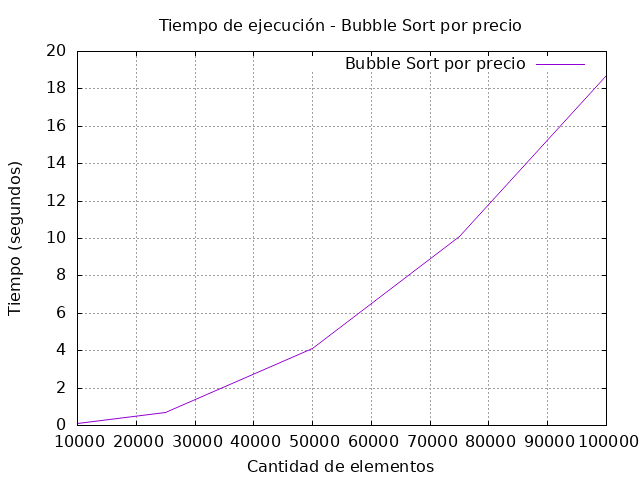 Tiempo de ejecución - Bubble Sort por precio
Bubble Sort por precio
20
18
16
14
12
10
8
6
4
2
0
Tiempo (segundos)
10000 20000 30000 40000 50000 60000 70000 80000 90000 100000
Cantidad de elementos